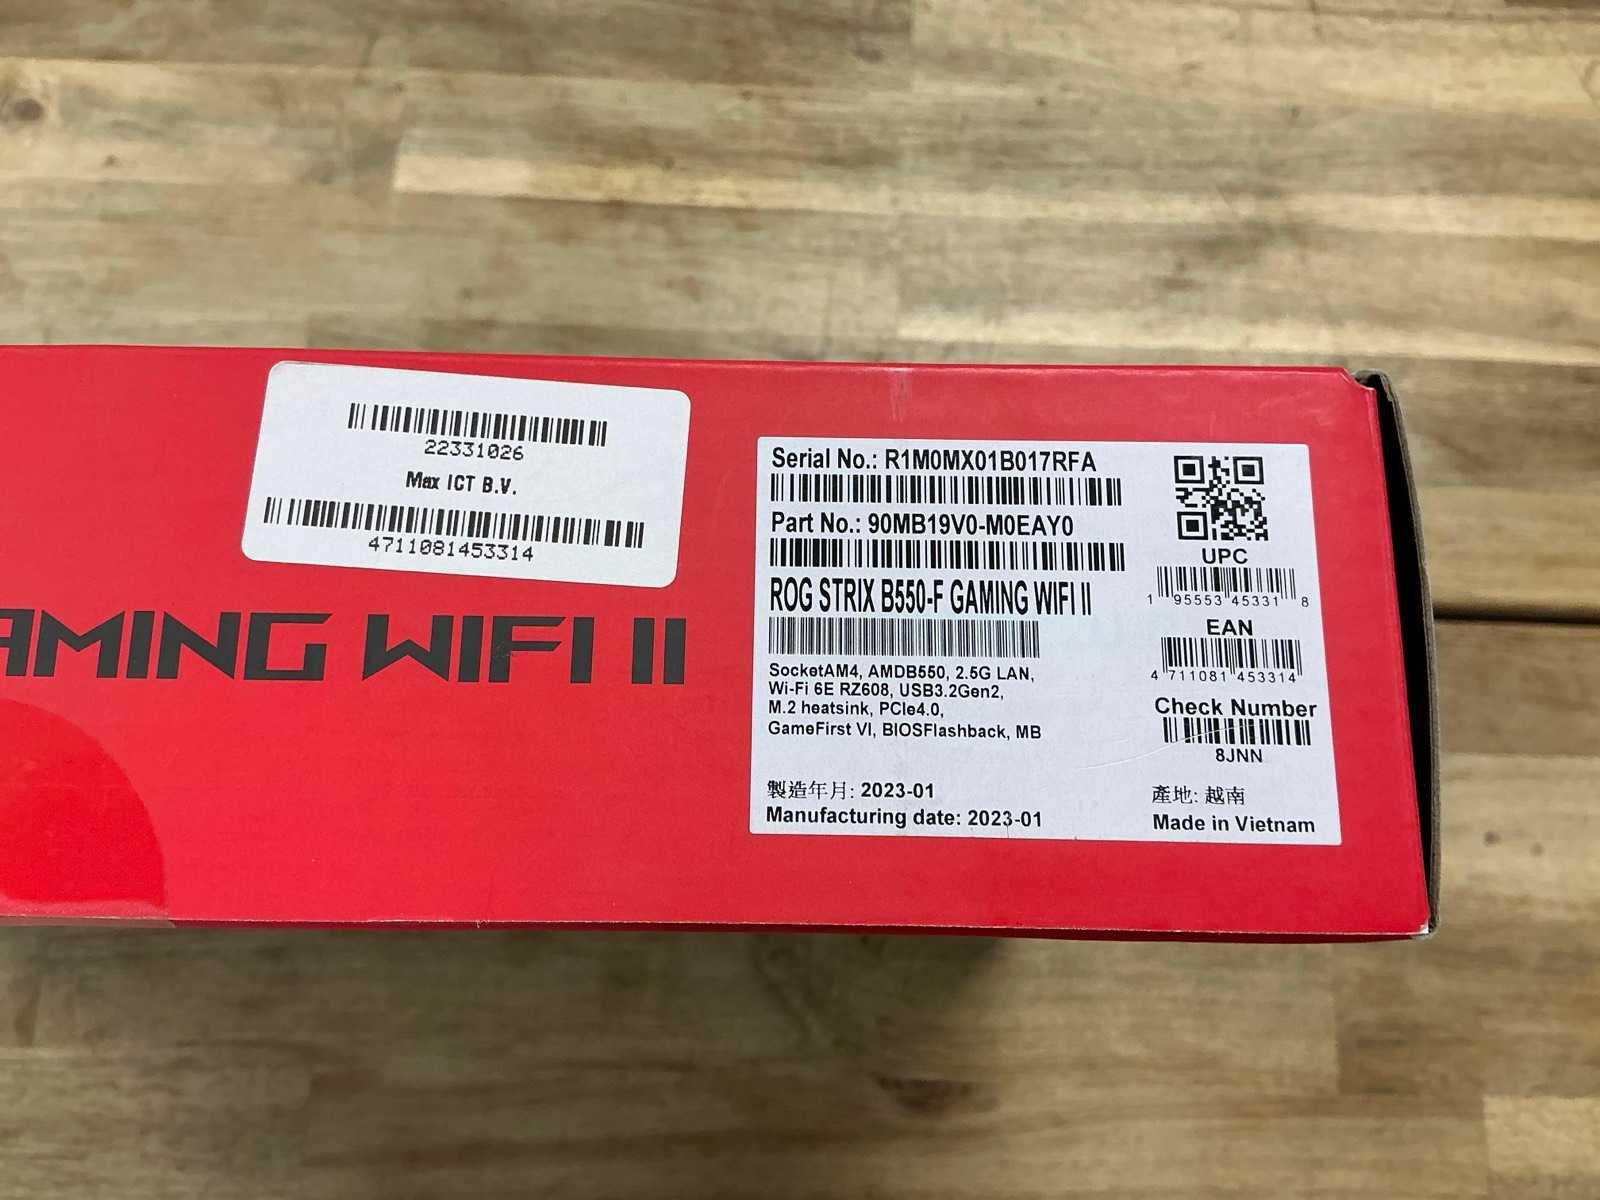 22331026
Max ICT B.V.
4711081453314
AMING WIFI II
Serial No.: R1M0MX01B017RFA
Part No.: 90MB19V0-M0EAY0
ROG STRIX B550-F GAMING WIFI II
SocketAM4, AMDB550, 2.5G LAN,
Wi-Fi 6E RZ608, USB3.2Gen2,
M.2 heatsink, PCIe4.0,
GameFirst VI, BIOSFlashback, MB
製造年月: 2023-01
Manufacturing date: 2023-01
UPC
1 95553 45331 8
EAN
4 711081 453314
Check Number
8JNN
產地: 越南
Made in Vietnam